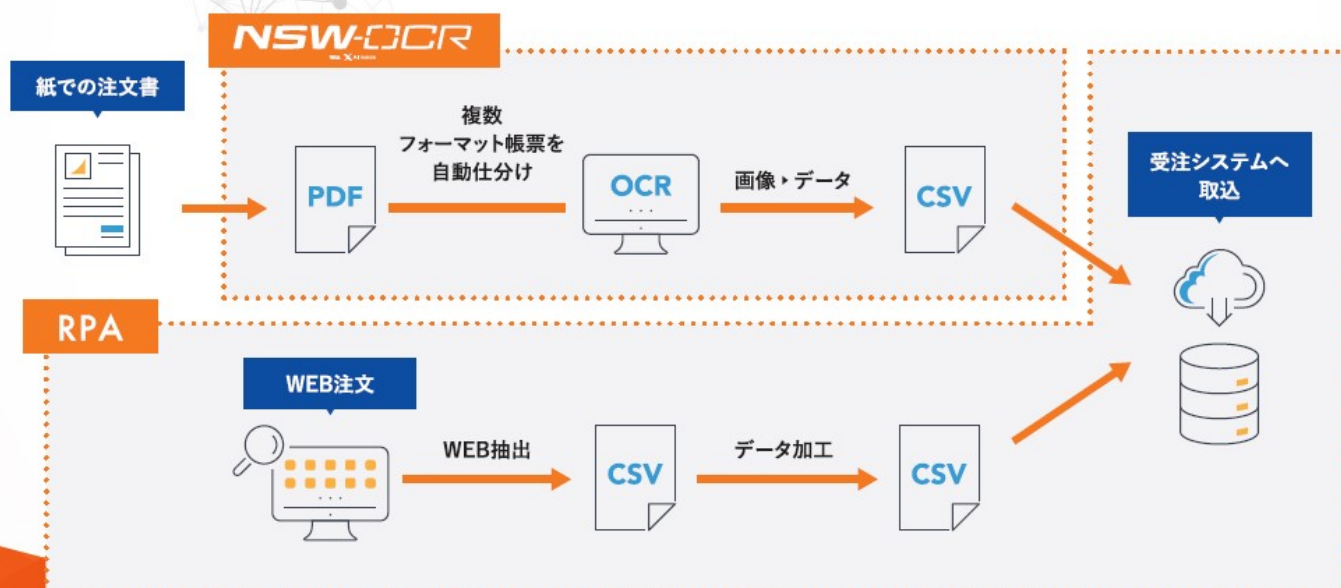 NSW-OCR
紙での注文書
複数
フォーマット帳票を
自動仕分け
PDF
OCR
画像▸データ
CSV
受注システムへ
取込
RPA
WEB注文
WEB抽出
CSV
データ加工
CSV